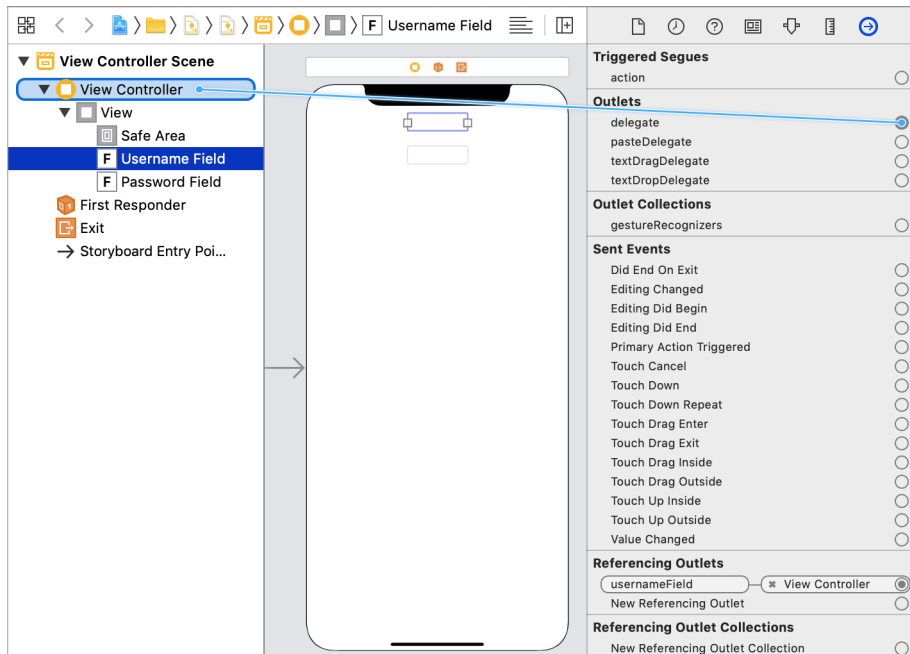 F Username Field
View Controller Scene
View Controller
View
Safe Area
F Username Field
F Password Field
First Responder
Exit
Storyboard Entry Poi...
Triggered Segues
action
Outlets
delegate
pasteDelegate
textDragDelegate
textDropDelegate
Outlet Collections
gestureRecognizers
Sent Events
Did End On Exit
Editing Changed
Editing Did Begin
Editing Did End
Primary Action Triggered
Touch Cancel
Touch Down
Touch Down Repeat
Touch Drag Enter
Touch Drag Exit
Touch Drag Inside
Touch Drag Outside
Touch Up Inside
Touch Up Outside
Value Changed
Referencing Outlets
usernameField View Controller
New Referencing Outlet
Referencing Outlet Collections
New Referencing Outlet Collection